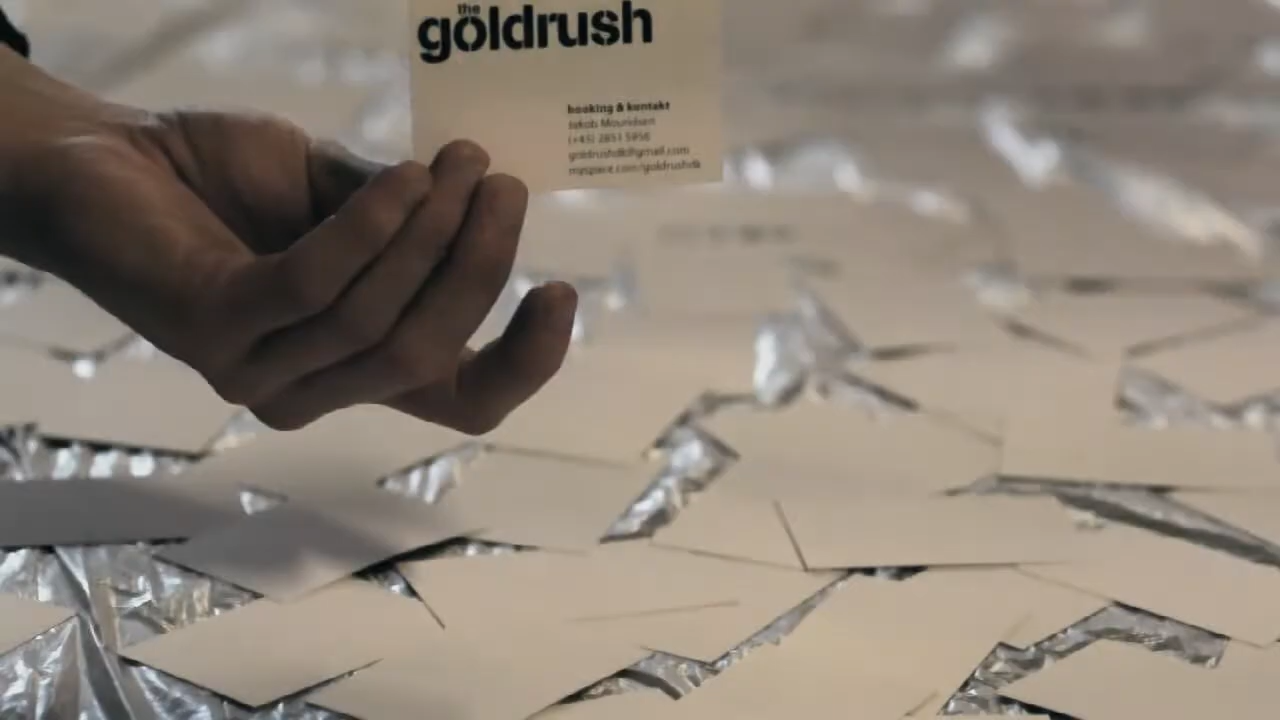 the
goldrush
booking & kontakt
Jakob Mouridsen
(+45) 2851 5956
goldrushdk@gmail.com
myspace.com/goldrushdk